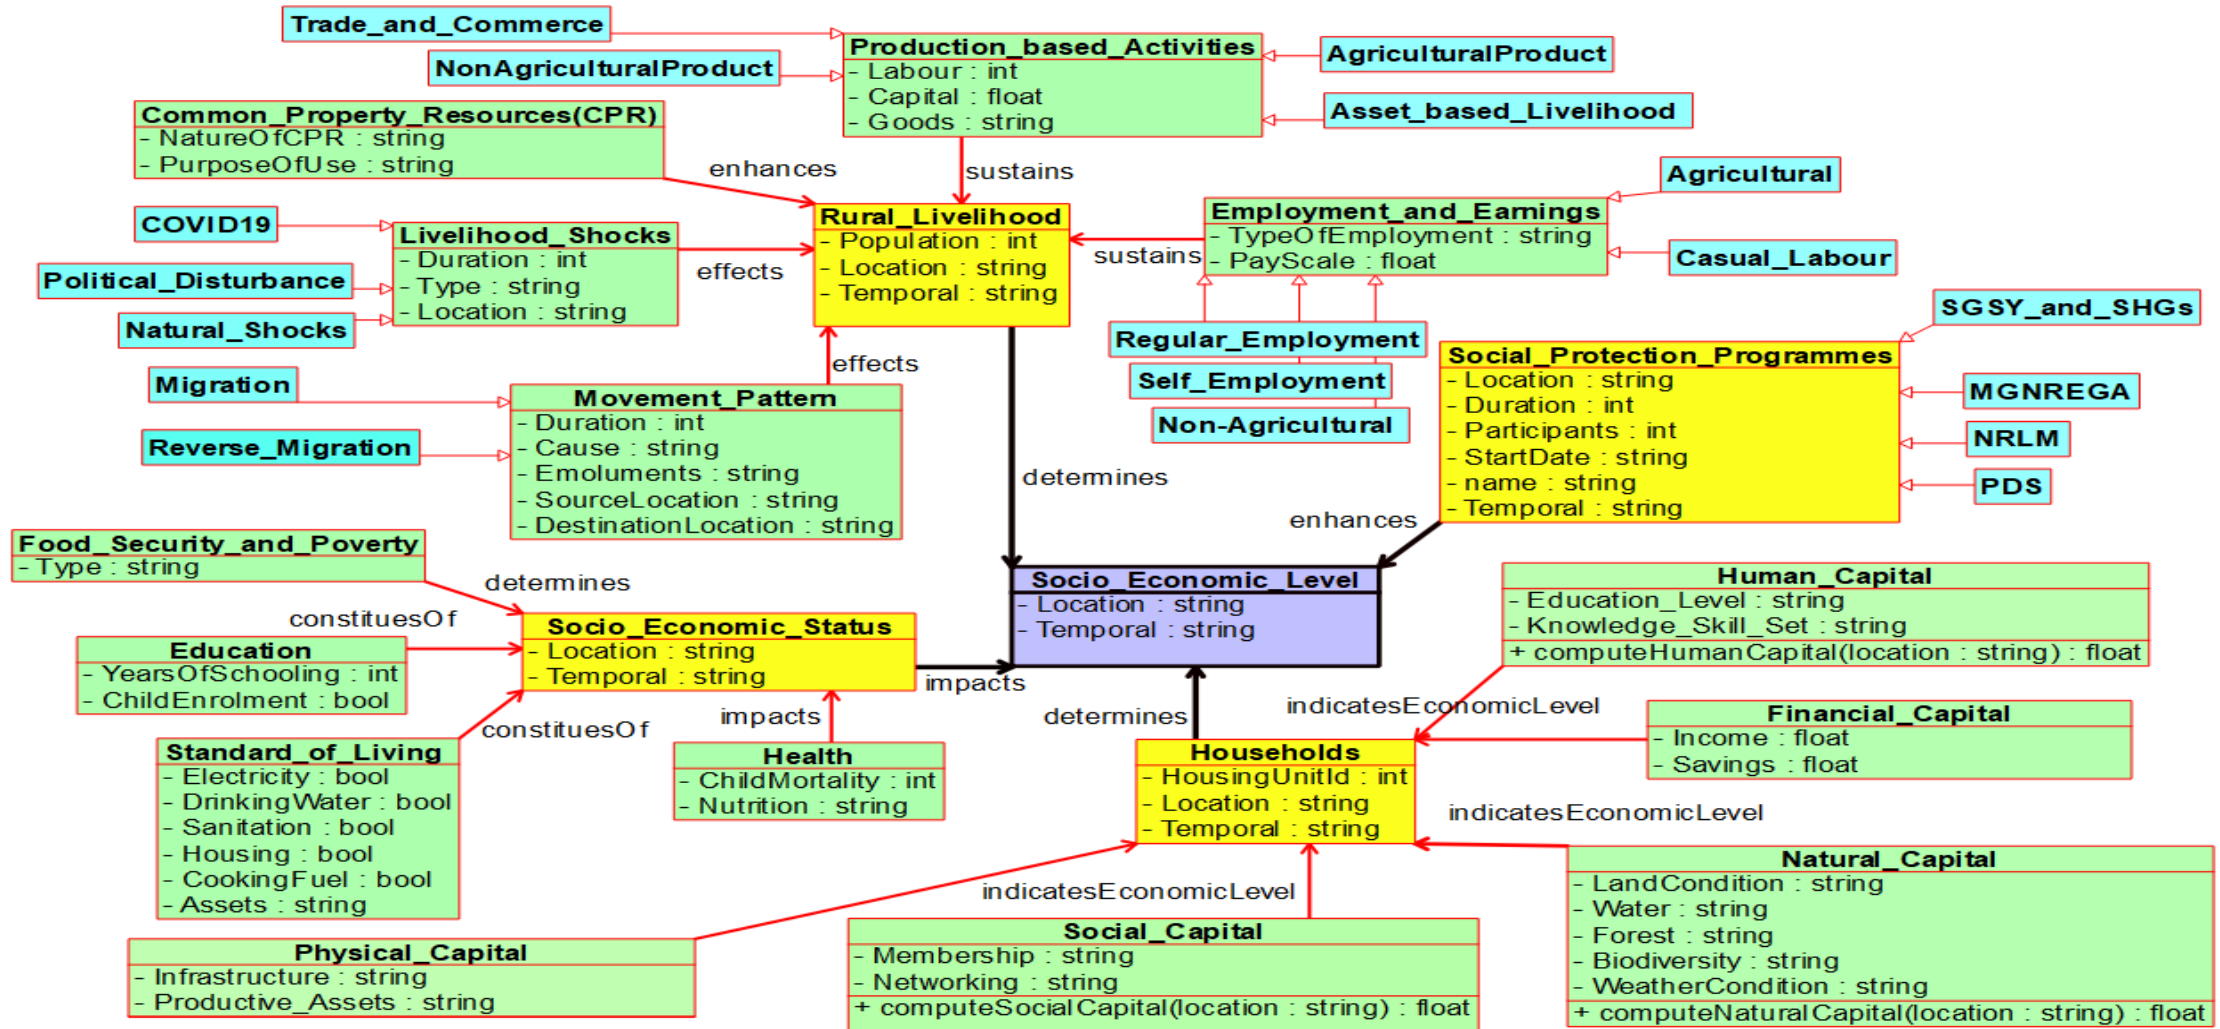 Trade_and_Commerce
NonAgriculturalProduct
Production_based_Activities
- Labour : int
- Capital : float
- Goods : string
AgriculturalProduct
Asset_based_Livelihood
Common_Property_Resources(CPR)
- NatureOfCPR : string
- PurposeOfUse : string
enhances
sustains
COVID19
Political_Disturbance
Natural_Shocks
Livelihood_Shocks
- Duration : int
- Type : string
- Location : string
effects
Rural_Livelihood
- Population : int
- Location : string
- Temporal : string
sustains
Employment_and_Earnings
- TypeOfEmployment : string
- PayScale : float
Agricultural
Casual_Labour
Regular_Employment
Self_Employment
Non-Agricultural
SGSY_and_SHGs
Social_Protection_Programmes
- Location : string
- Duration : int
- Participants : int
- StartDate : string
- name : string
- Temporal : string
MGNREGA
NRLM
PDS
Migration
Reverse_Migration
effects
Movement_Pattern
- Duration : int
- Cause : string
- Emoluments : string
- SourceLocation : string
- DestinationLocation : string
determines
enhances
Food_Security_and_Poverty
- Type : string
determines
constituesOf
Education
- YearsOfSchooling : int
- ChildEnrolment : bool
Socio_Economic_Status
- Location : string
- Temporal : string
impacts
Socio_Economic_Level
- Location : string
- Temporal : string
Human_Capital
- Education_Level : string
- Knowledge_Skill_Set : string
+ computeHumanCapital(location : string) : float
constituesOf
impacts
determines
indicatesEconomicLevel
Standard_of_Living
- Electricity : bool
- DrinkingWater : bool
- Sanitation : bool
- Housing : bool
- CookingFuel : bool
- Assets : string
Health
- ChildMortality : int
- Nutrition : string
Households
- HousingUnitId : int
- Location : string
- Temporal : string
Financial_Capital
- Income : float
- Savings : float
indicatesEconomicLevel
indicatesEconomicLevel
Physical_Capital
- Infrastructure : string
- Productive_Assets : string
Social_Capital
- Membership : string
- Networking : string
+ computeSocialCapital(location : string) : float
Natural_Capital
- LandCondition : string
- Water : string
- Forest : string
- Biodiversity : string
- WeatherCondition : string
+ computeNaturalCapital(location : string) : float